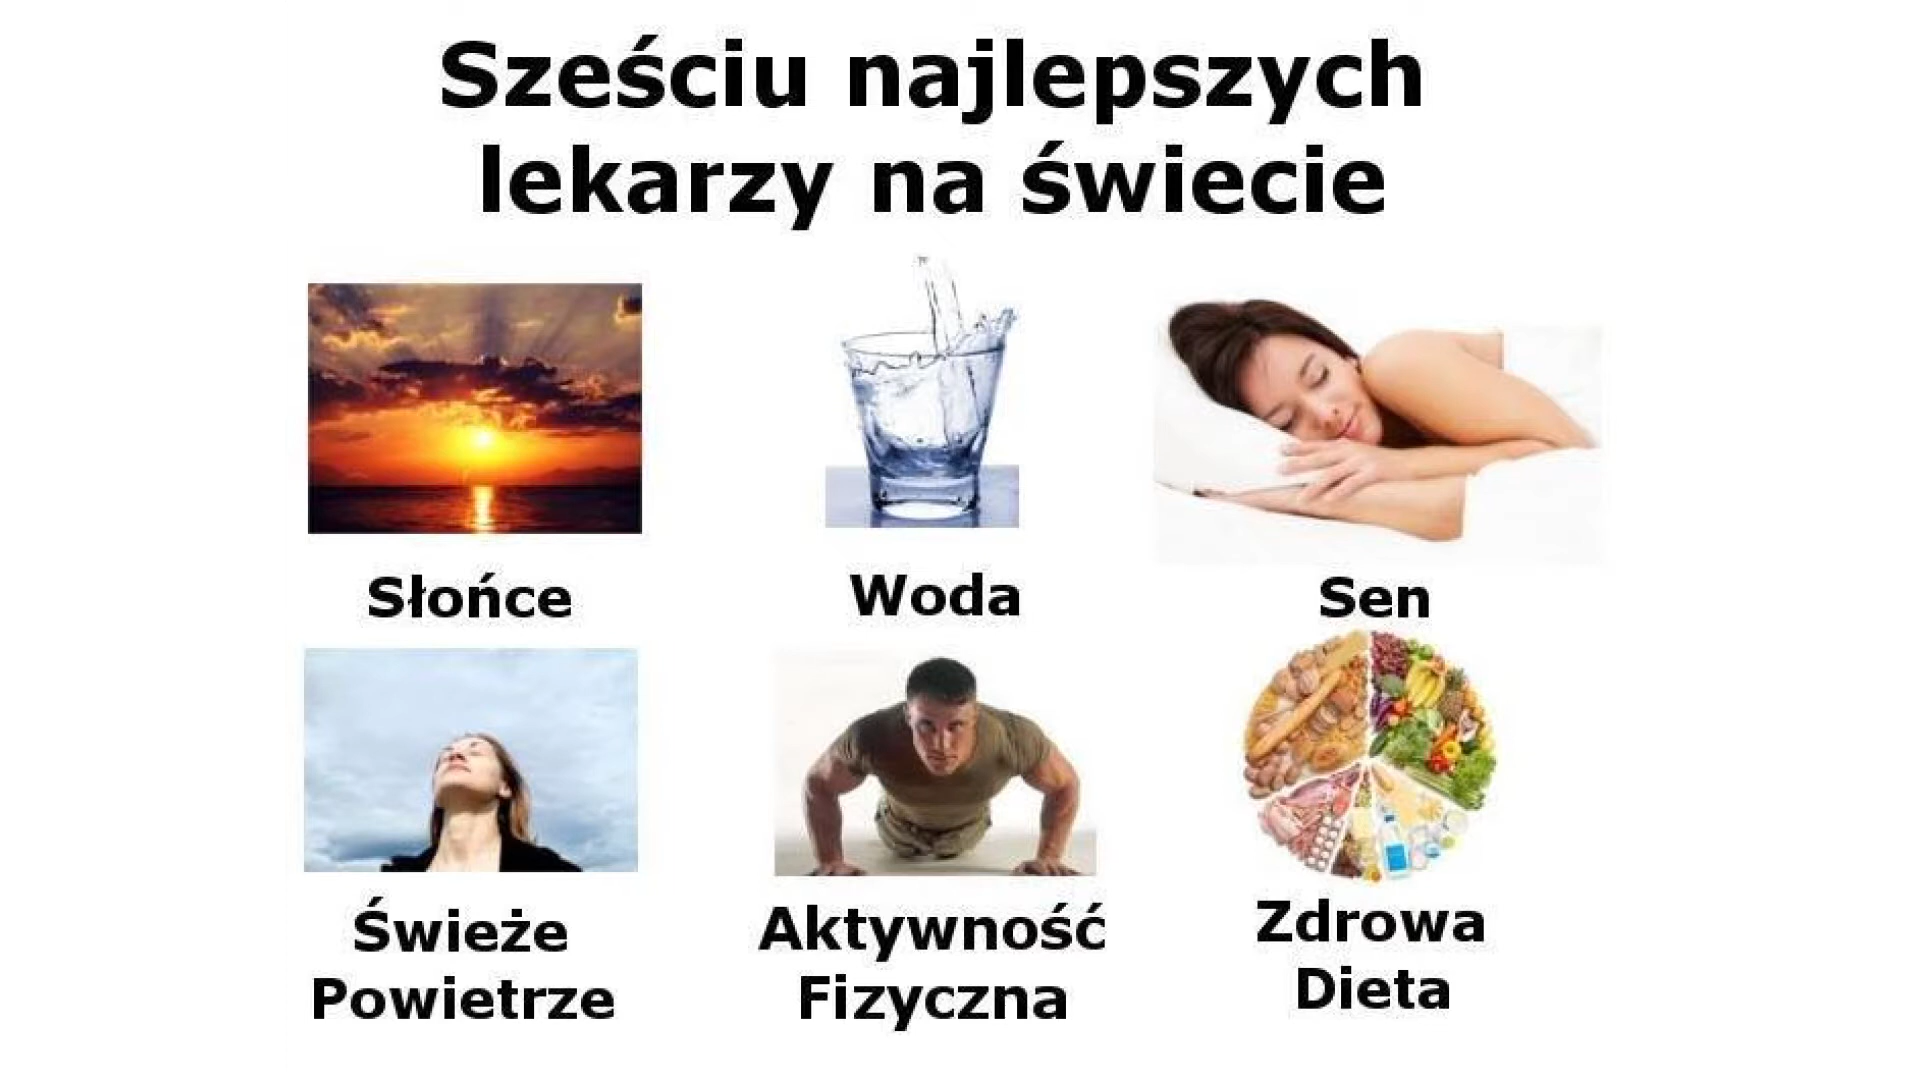 Sześciu najlepszych
lekarzy na świecie
Słońce
Woda
Sen
Świeże
Powietrze
Aktywność
Fizyczna
Zdrowa
Dieta